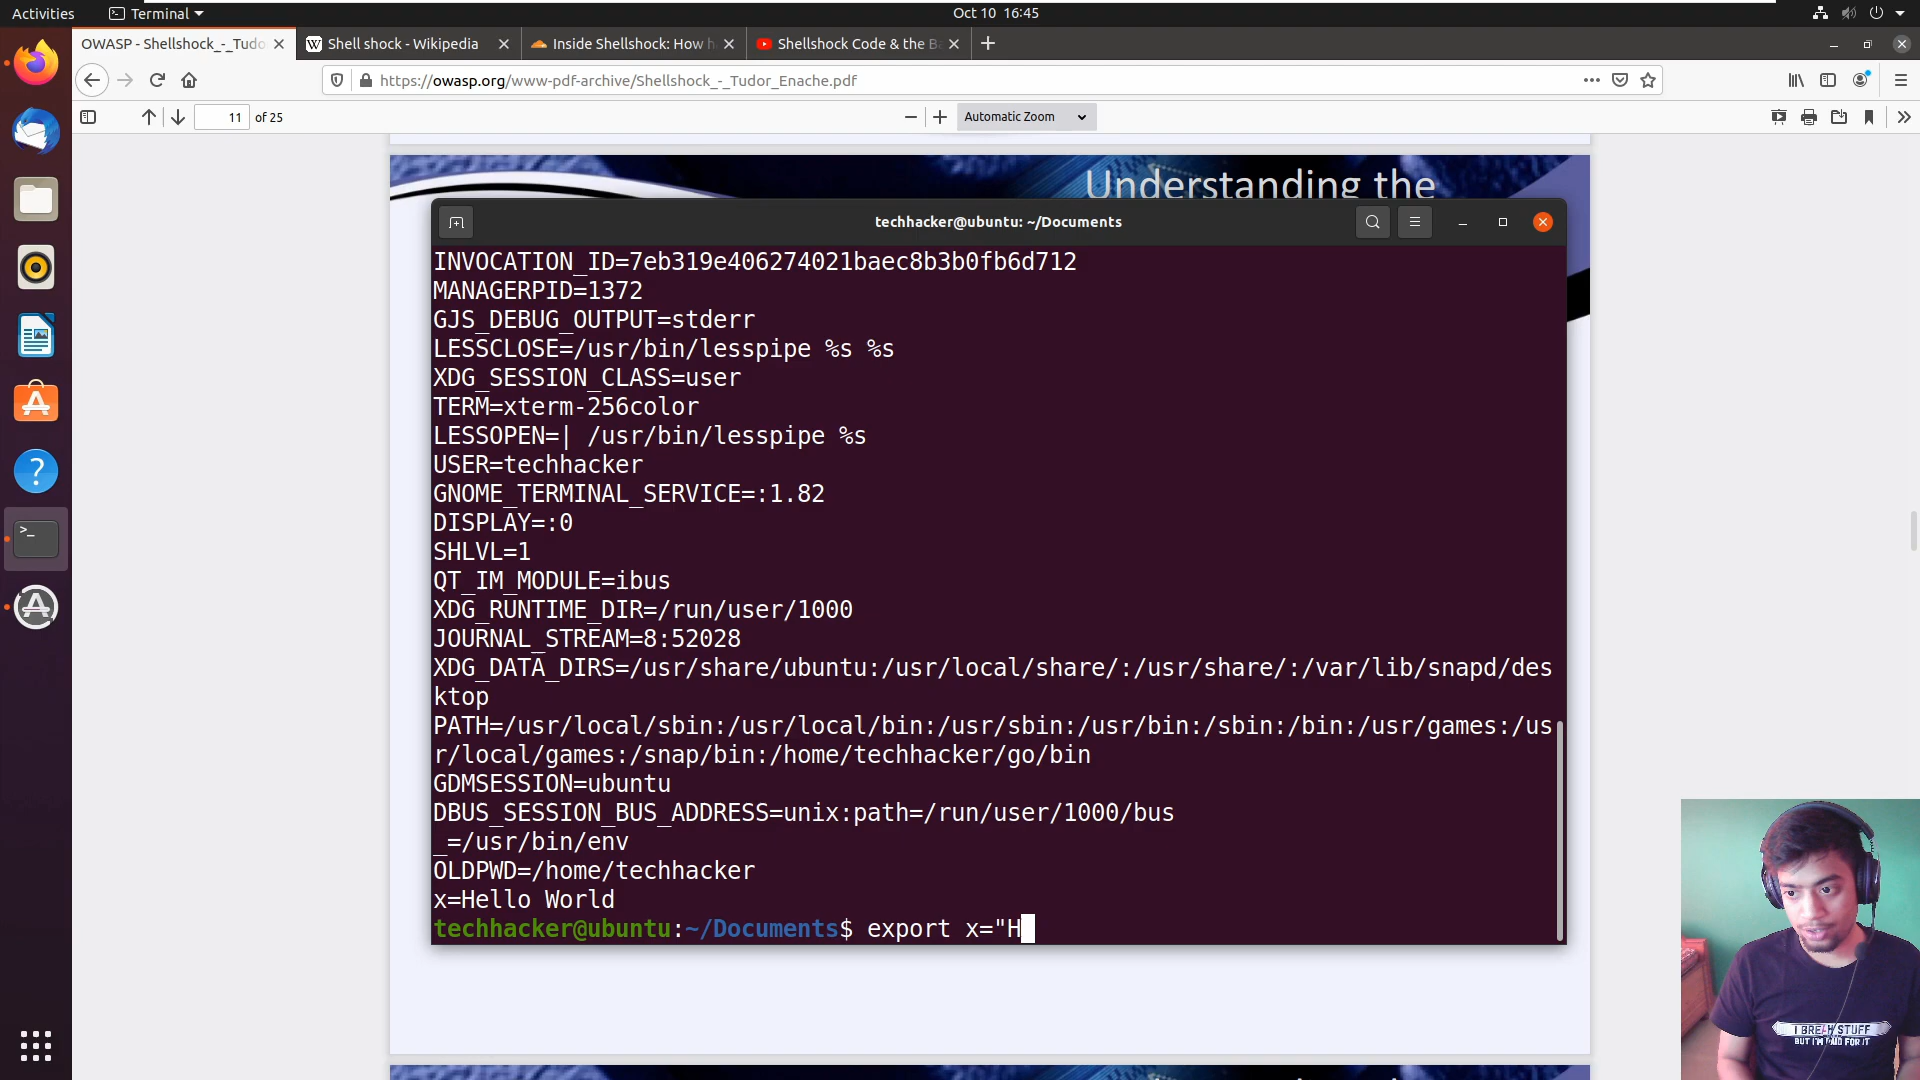 Activities
Terminal
Oct 10 16:45
OWASP - Shellshock_-_Tudo
Shell shock - Wikipedia
Inside Shellshock: How h
Shellshock Code & the B
https://owasp.org/www-pdf-archive/Shellshock_-_Tudor_Enache.pdf
11 of 25
Automatic Zoom
Understanding the
techhacker@ubuntu: ~/Documents
INVOCATION_ID=7eb319e406274021baec8b3b0fb6d712
MANAGERPID=1372
GJS_DEBUG_OUTPUT=stderr
LESSCLOSE=/usr/bin/lesspipe %s %s
XDG_SESSION_CLASS=user
TERM=xterm-256color
LESSOPEN=| /usr/bin/lesspipe %s
USER=techhacker
GNOME_TERMINAL_SERVICE=:1.82
DISPLAY=:0
SHLVL=1
QT_IM_MODULE=ibus
XDG_RUNTIME_DIR=/run/user/1000
JOURNAL_STREAM=8:52028
XDG_DATA_DIRS=/usr/share/ubuntu:/usr/local/share/:/usr/share/:/var/lib/snapd/des
ktop
PATH=/usr/local/sbin:/usr/local/bin:/usr/sbin:/usr/bin:/sbin:/bin:/usr/games:/us
r/local/games:/snap/bin:/home/techhacker/go/bin
GDMSESSION=ubuntu
DBUS_SESSION_BUS_ADDRESS=unix:path=/run/user/1000/bus
_=/usr/bin/env
OLDPWD=/home/techhacker
x=Hello World
techhacker@ubuntu:~/Documents$ export x="H
I BREAK STUFF
BUT I'M PAID FOR IT